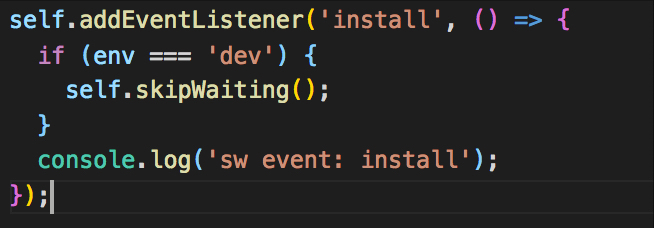 self.addEventListener('install', () => {
  if (env === 'dev') {
    self.skipWaiting();
  }
  console.log('sw event: install');
});